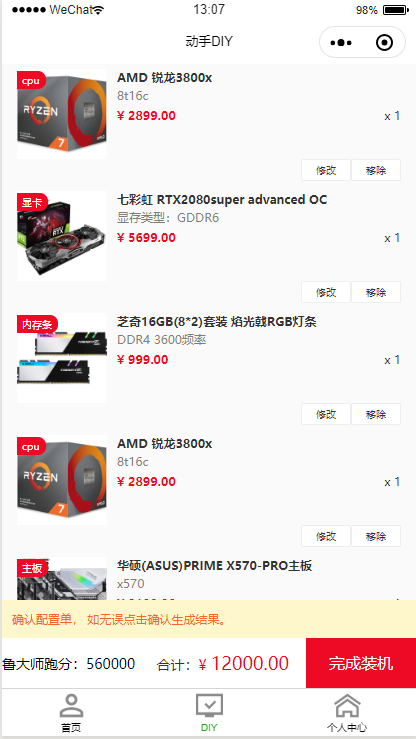 WeChat 13:07 98%
动手DIY
cpu
RYZEN
7
AMD 锐龙3800x
8t16c
¥ 2899.00 x 1
修改 移除
显卡
七彩虹 RTX2080super advanced OC
显存类型：GDDR6
¥ 5699.00 x 1
修改 移除
内存条
芝奇16GB(8*2)套装 焰光戟RGB灯条
DDR4 3600频率
¥ 999.00 x 1
修改 移除
cpu
RYZEN
7
AMD 锐龙3800x
8t16c
¥ 2899.00 x 1
修改 移除
主板
华硕(ASUS)PRIME X570-PRO主板
x570
确认配置单， 如无误点击确认生成结果。
鲁大师跑分：560000 合计：¥ 12000.00 完成装机
首页 DIY 个人中心